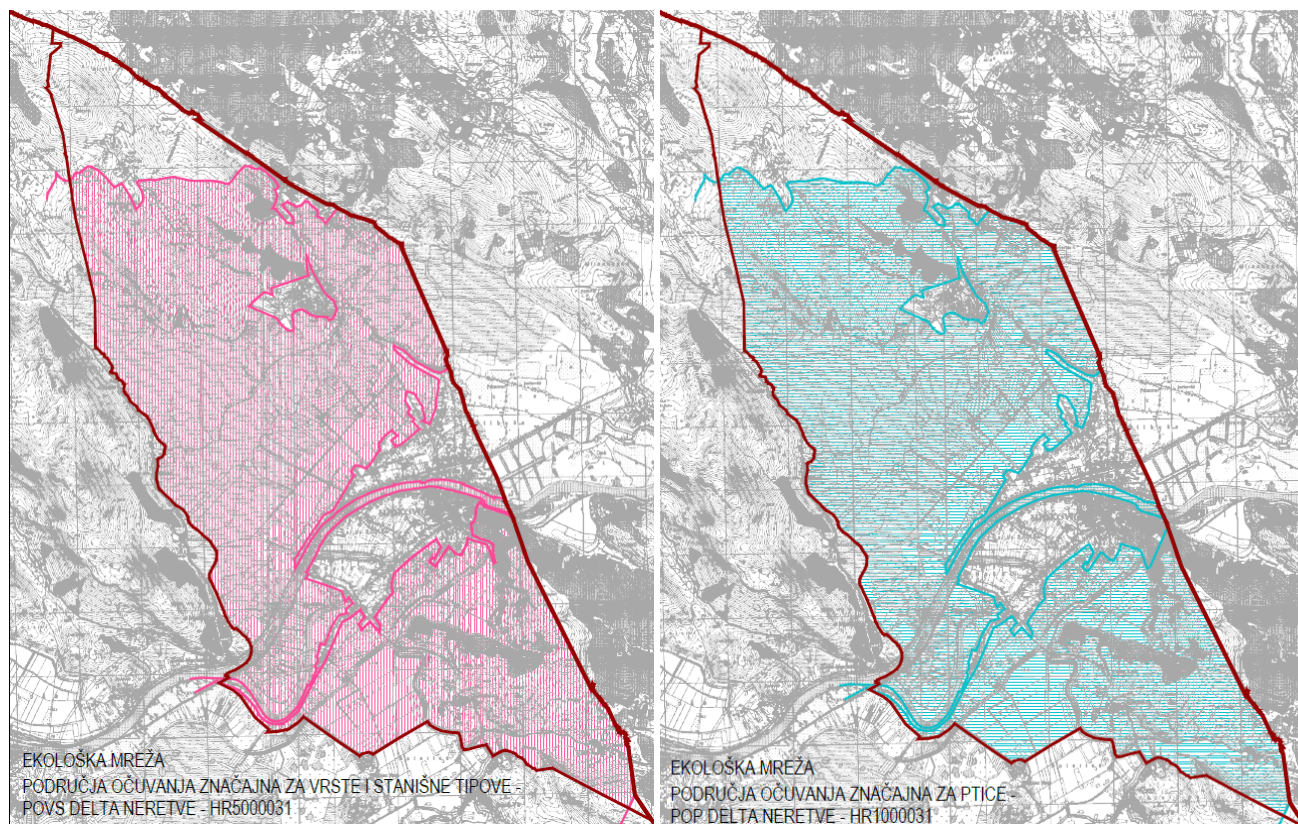 EKOLOŠKA MREŽA
PODRUČJA OČUVANJA ZNAČAJNA ZA VRSTE I STANIŠNE TIPOVE -
POVS DELTA NERETVE - HR5000031
EKOLOŠKA MREŽA
PODRUČJA OČUVANJA ZNAČAJNA ZA PTICE -
POP DELTA NERETVE - HR1000031